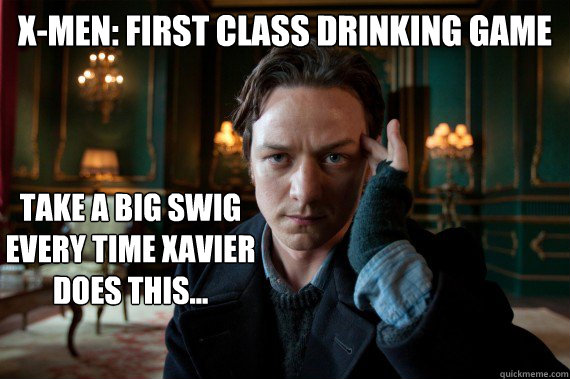 X-MEN: FIRST CLASS DRINKING GAME
TAKE A BIG SWIG
EVERY TIME XAVIER
DOES THIS...
quickmeme.com